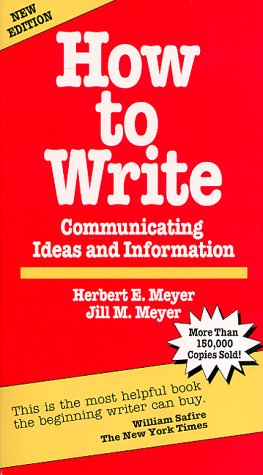 NEW
EDITION
How
to
Write
Communicating
Ideas and Information
Herbert E. Meyer
Jill M. Meyer
More Than
150,000
Copies Sold!
This is the most helpful book
the beginning writer can buy.
William Safire
The New York Times